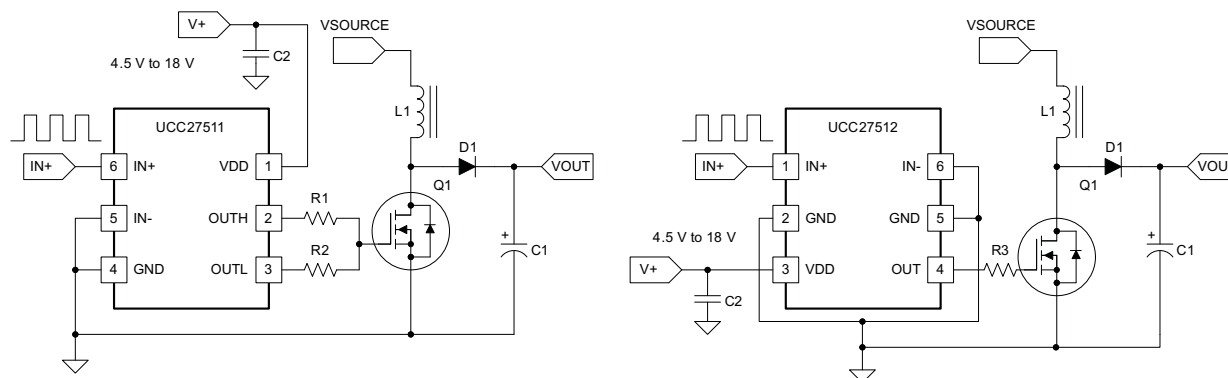 V+
VSOURCE
C2
4.5 V to 18 V
L1
UCC27511
IN+
6
IN+
VDD
1
D1
VOUT
Q1
R1
5
IN-
OUTH
2
R2
4
GND
OUTL
3
+
C1
VSOURCE
L1
UCC27512
IN+
1
IN+
IN-
6
D1
VOU
Q1
2
GND
GND
5
4.5 V to 18 V
V+
3
VDD
OUT
4
R3
C2
+
C1